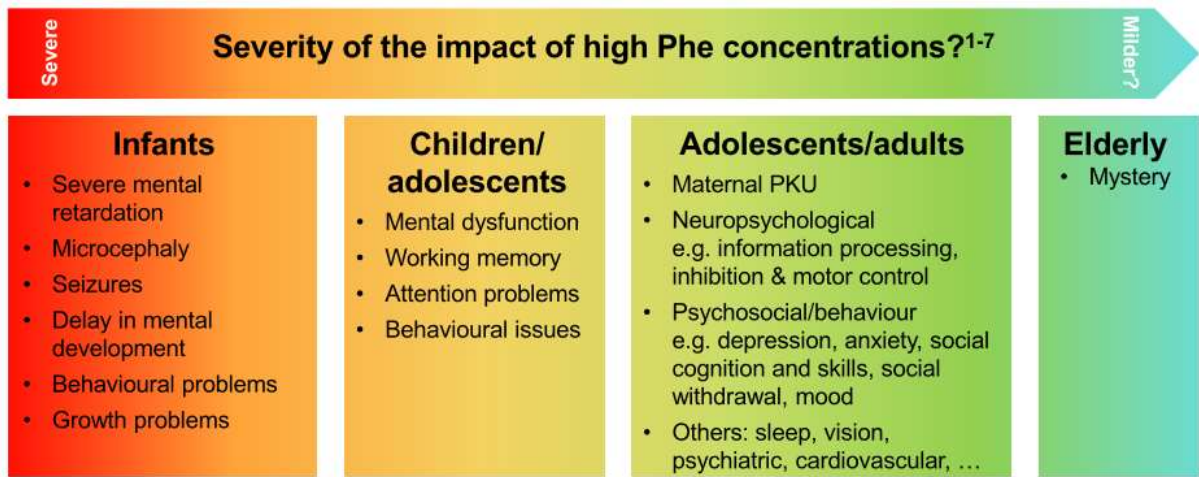 Severe
Severity of the impact of high Phe concentrations?¹⁻⁷
Milder?
Infants
• Severe mental
retardation
• Microcephaly
• Seizures
• Delay in mental
development
• Behavioural problems
• Growth problems
Children/
adolescents
• Mental dysfunction
• Working memory
• Attention problems
• Behavioural issues
Adolescents/adults
• Maternal PKU
• Neuropsychological
e.g. information processing,
inhibition & motor control
• Psychosocial/behaviour
e.g. depression, anxiety, social
cognition and skills, social
withdrawal, mood
• Others: sleep, vision,
psychiatric, cardiovascular, …
Elderly
• Mystery